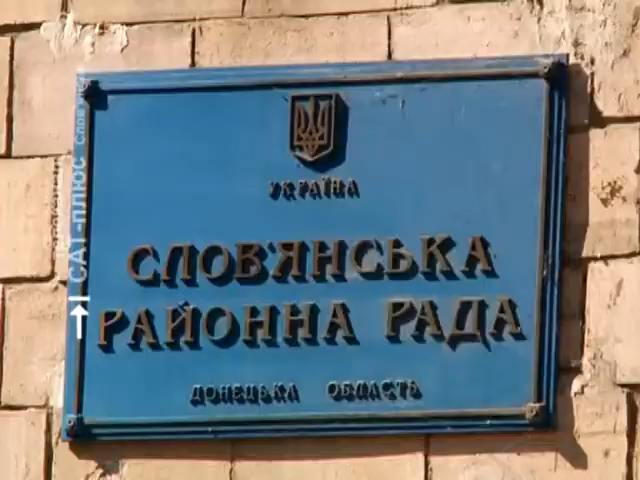 УКРАЇНА
СЛОВ'ЯНСЬКА
РАЙОННА РАДА
ДОНЕЦЬКА ОБЛАСТЬ
САТ-ПЛЮС